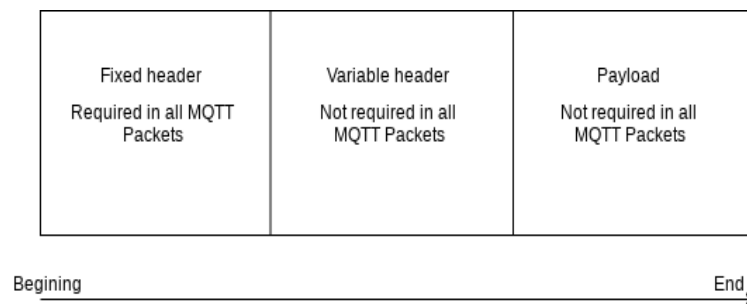 Fixed header
Required in all MQTT
Packets
Variable header
Not required in all
MQTT Packets
Payload
Not required in all
MQTT Packets
Begining
End